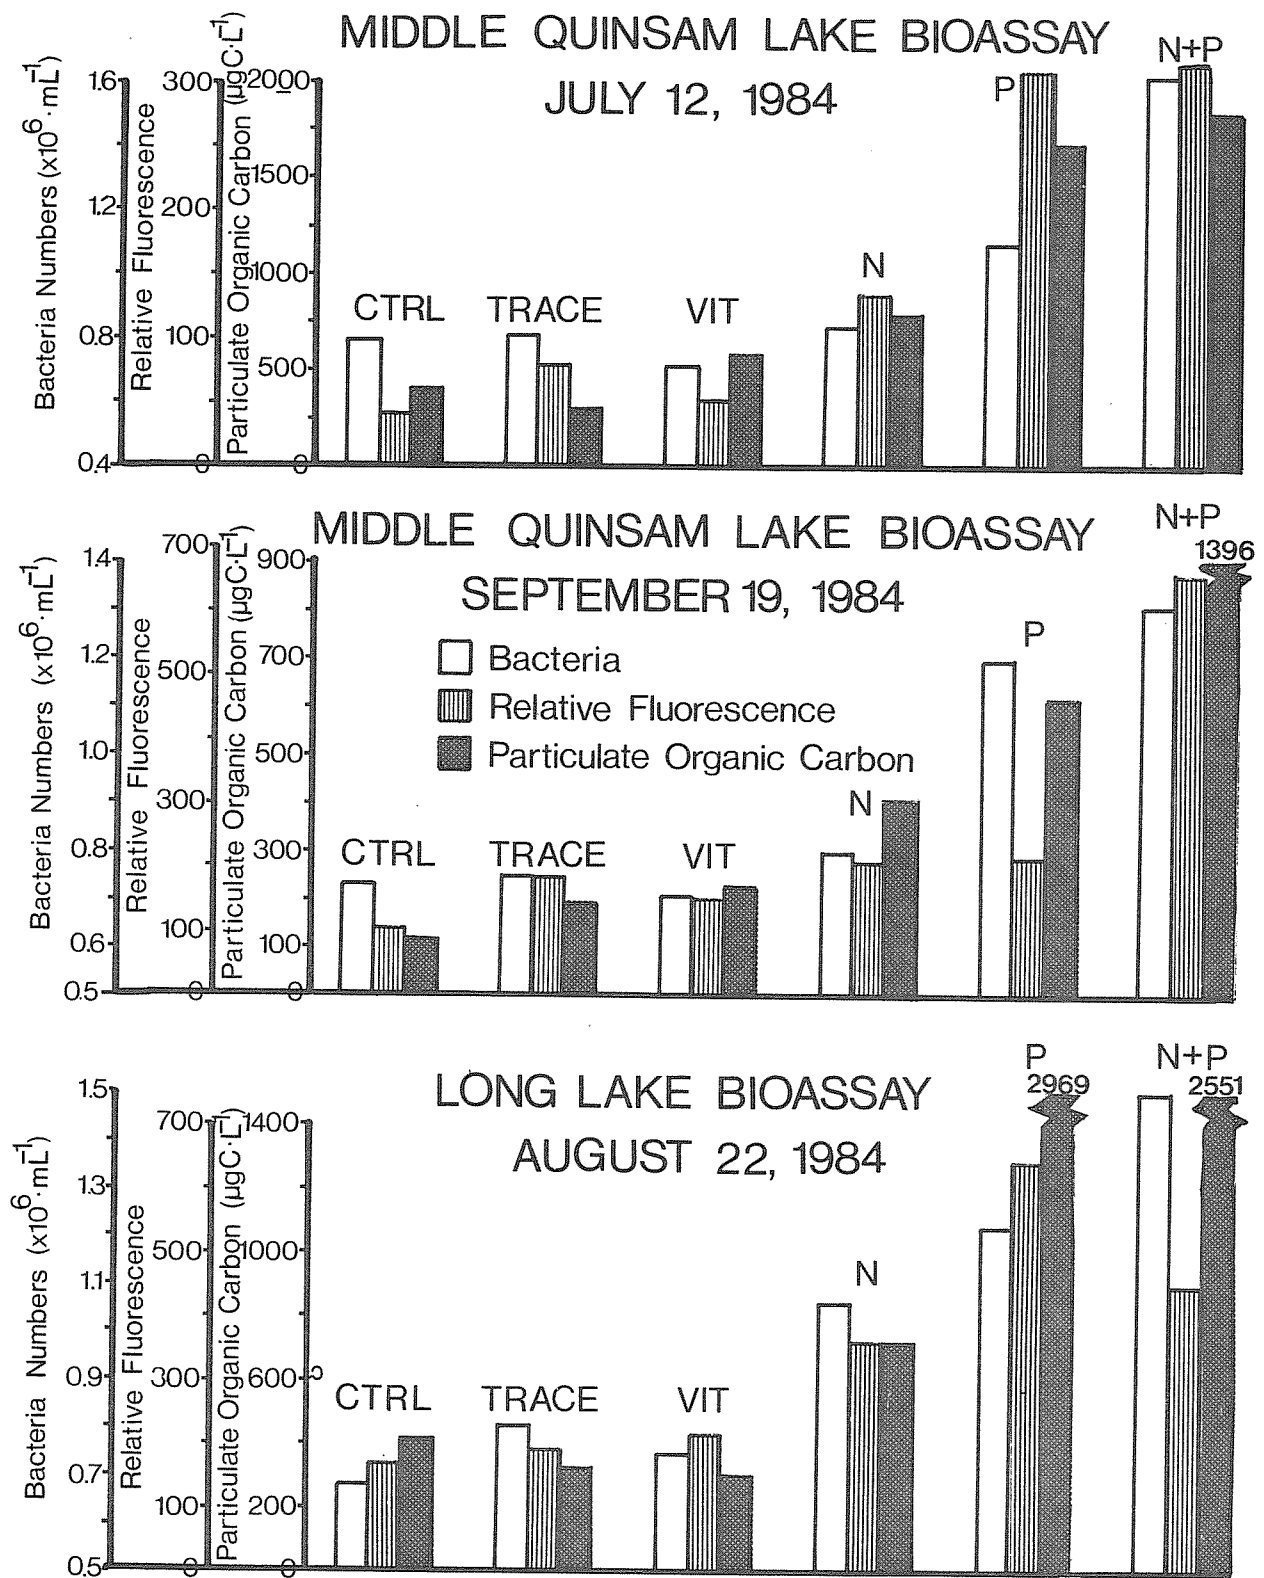 MIDDLE QUINSAM LAKE BIOASSAY
JULY 12, 1984
Bacteria Numbers (x10⁶·mL⁻¹)
1.6
1.2
0.8
0.4
Relative Fluorescence
300
200
100
0
Particulate Organic Carbon (µgC·L⁻¹)
2000
1500
1000
500
0
CTRL
TRACE
VIT
N
P
N+P
MIDDLE QUINSAM LAKE BIOASSAY
SEPTEMBER 19, 1984
Bacteria Numbers (x10⁶·mL⁻¹)
1.4
1.2
1.0
0.8
0.6
0.5
Relative Fluorescence
700
500
300
100
0
Particulate Organic Carbon (µgC·L⁻¹)
900
700
500
300
100
0
Bacteria
Relative Fluorescence
Particulate Organic Carbon
CTRL
TRACE
VIT
N
P
N+P
1396
LONG LAKE BIOASSAY
AUGUST 22, 1984
Bacteria Numbers (x10⁶·mL⁻¹)
1.5
1.3
1.1
0.9
0.7
0.5
Relative Fluorescence
700
500
300
100
0
Particulate Organic Carbon (µgC·L⁻¹)
1400
1000
600
200
0
CTRL
TRACE
VIT
N
P
2969
N+P
2551